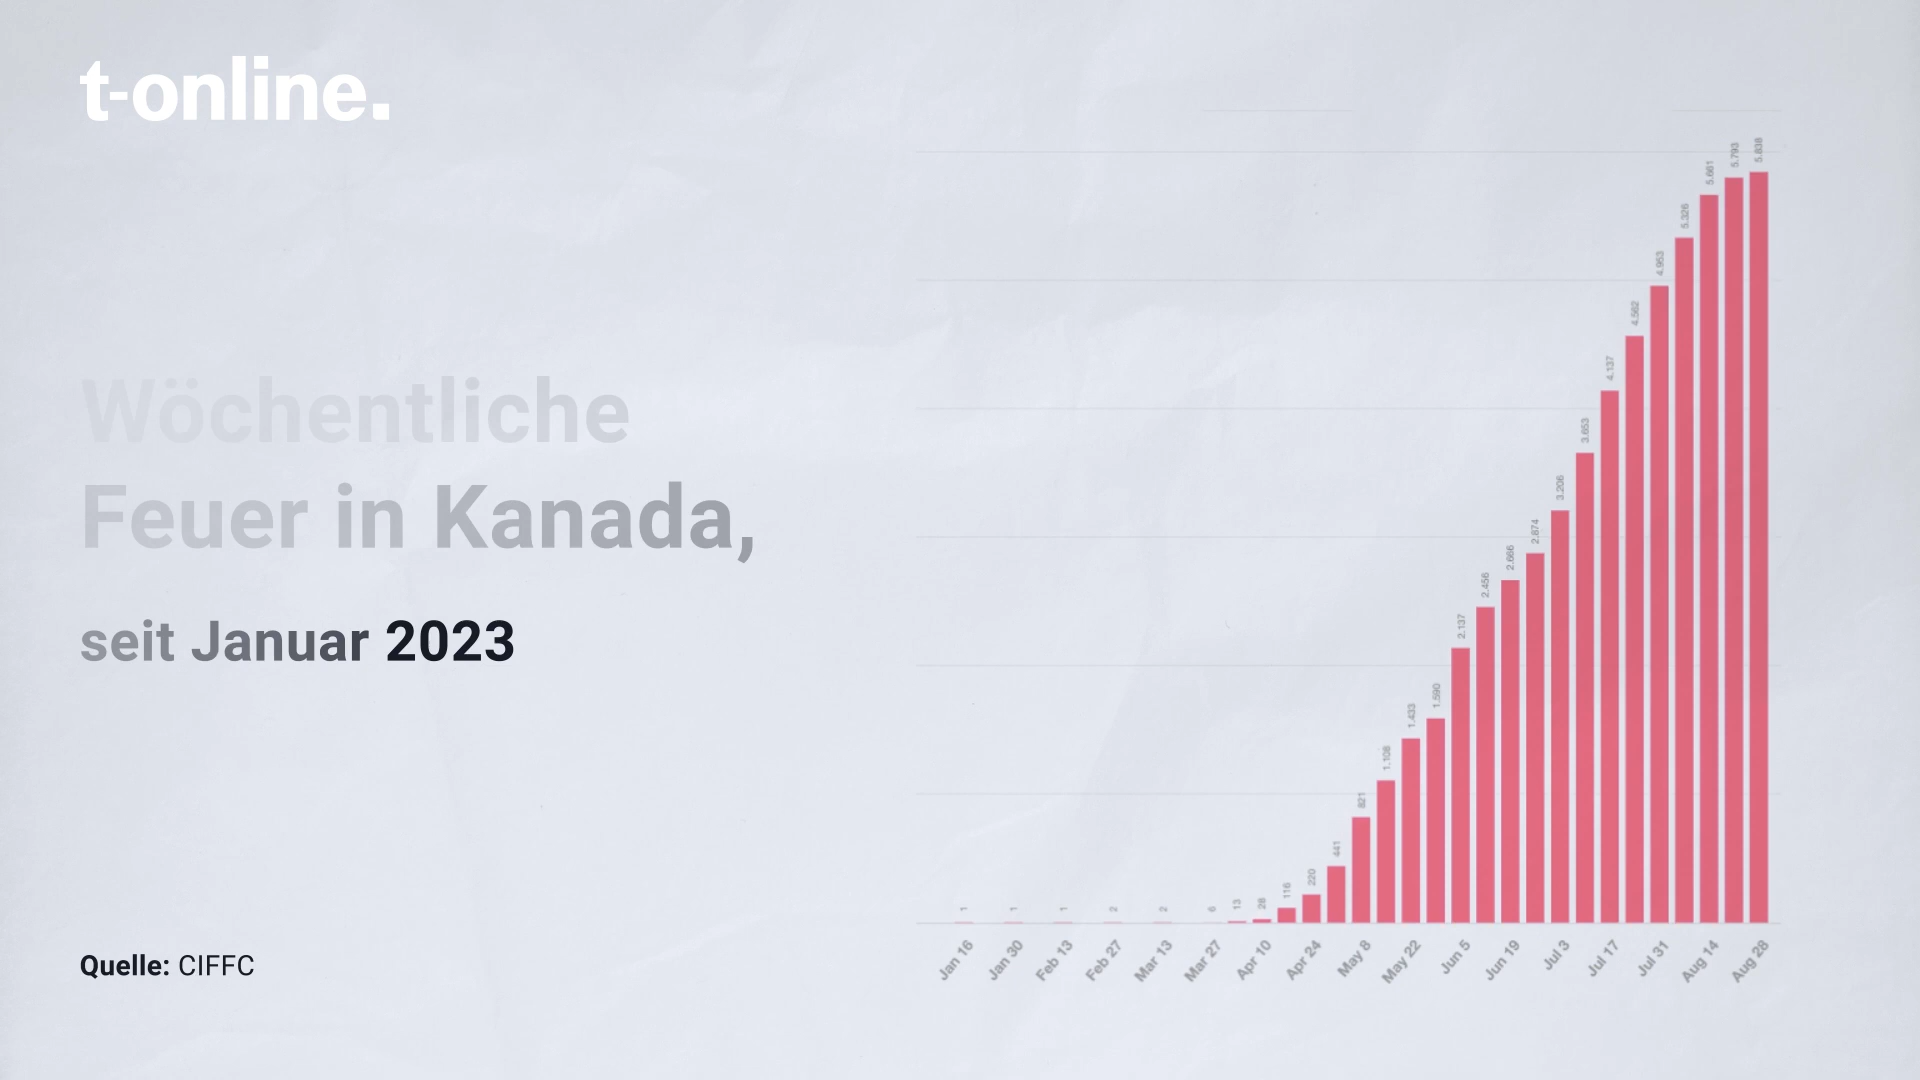 t-online.
Wöchentliche
Feuer in Kanada,
seit Januar 2023
Quelle: CIFFC
1
1
1
2
2
6
13
28
116
220
441
821
1.108
1.433
1.590
2.137
2.456
2.666
2.874
3.206
3.653
4.137
4.562
4.953
5.326
5.661
5.793
5.838
Jan 16
Jan 30
Feb 13
Feb 27
Mar 13
Mar 27
Apr 10
Apr 24
May 8
May 22
Jun 5
Jun 19
Jul 3
Jul 17
Jul 31
Aug 14
Aug 28